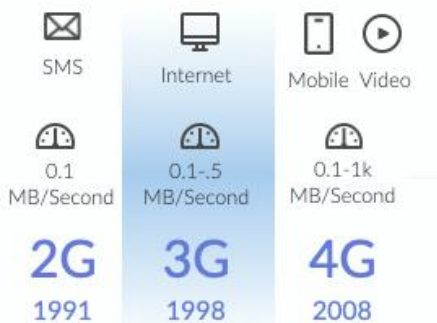 SMS
Internet
Mobile Video
0.1
MB/Second
0.1-.5
MB/Second
0.1-1k
MB/Second
2G
3G
4G
1991
1998
2008